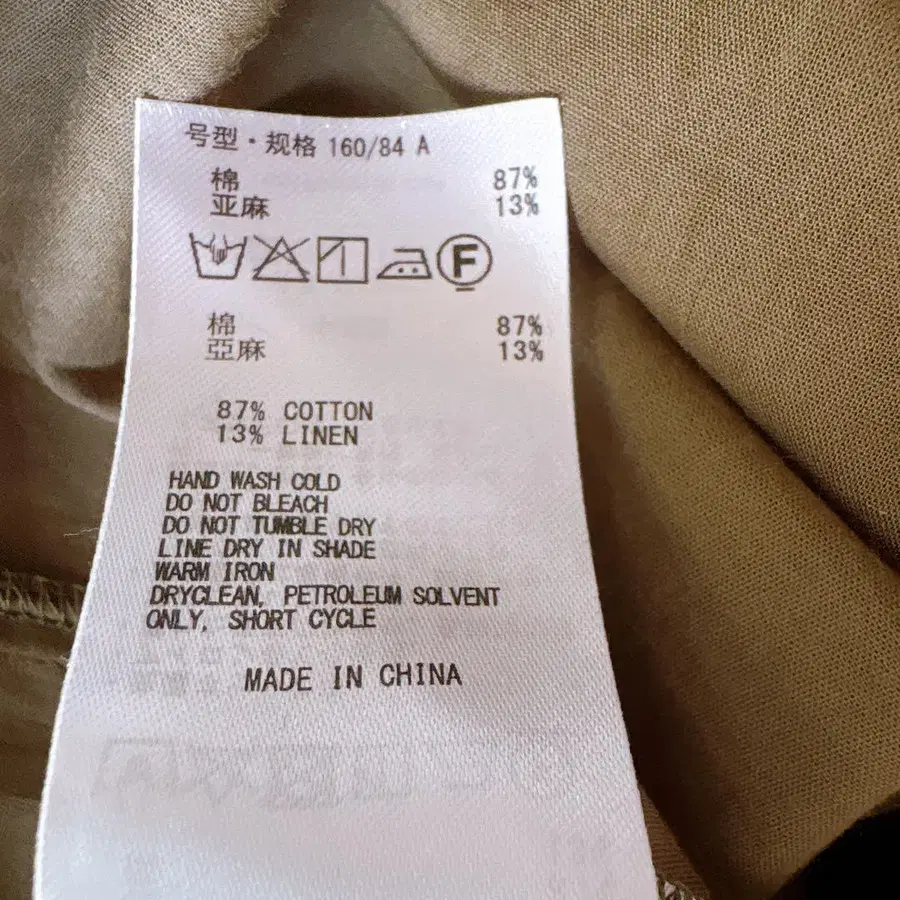 号型·规格 160/84 A
棉 87%
亚麻 13%
F
棉 87%
亞麻 13%
87% COTTON
13% LINEN
HAND WASH COLD
DO NOT BLEACH
DO NOT TUMBLE DRY
LINE DRY IN SHADE
WARM IRON
DRYCLEAN, PETROLEUM SOLVENT
ONLY, SHORT CYCLE
MADE IN CHINA